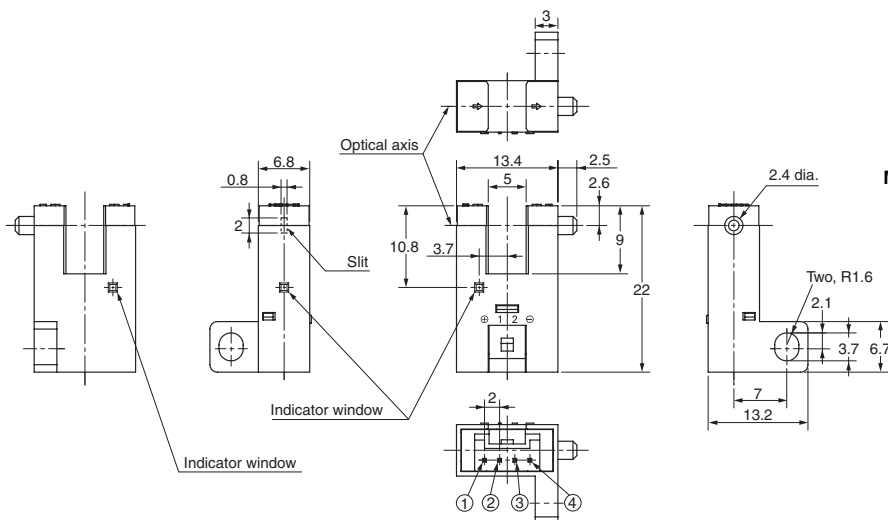 3
Optical axis
6.8
13.4
2.5
0.8
5
2.6
2.4 dia.
M
2
10.8
3.7
9
Slit
22
Two, R1.6
2.1
⊕ 1 2 ⊖
3.7
6.7
7
13.2
2
Indicator window
Indicator window
① ② ③ ④